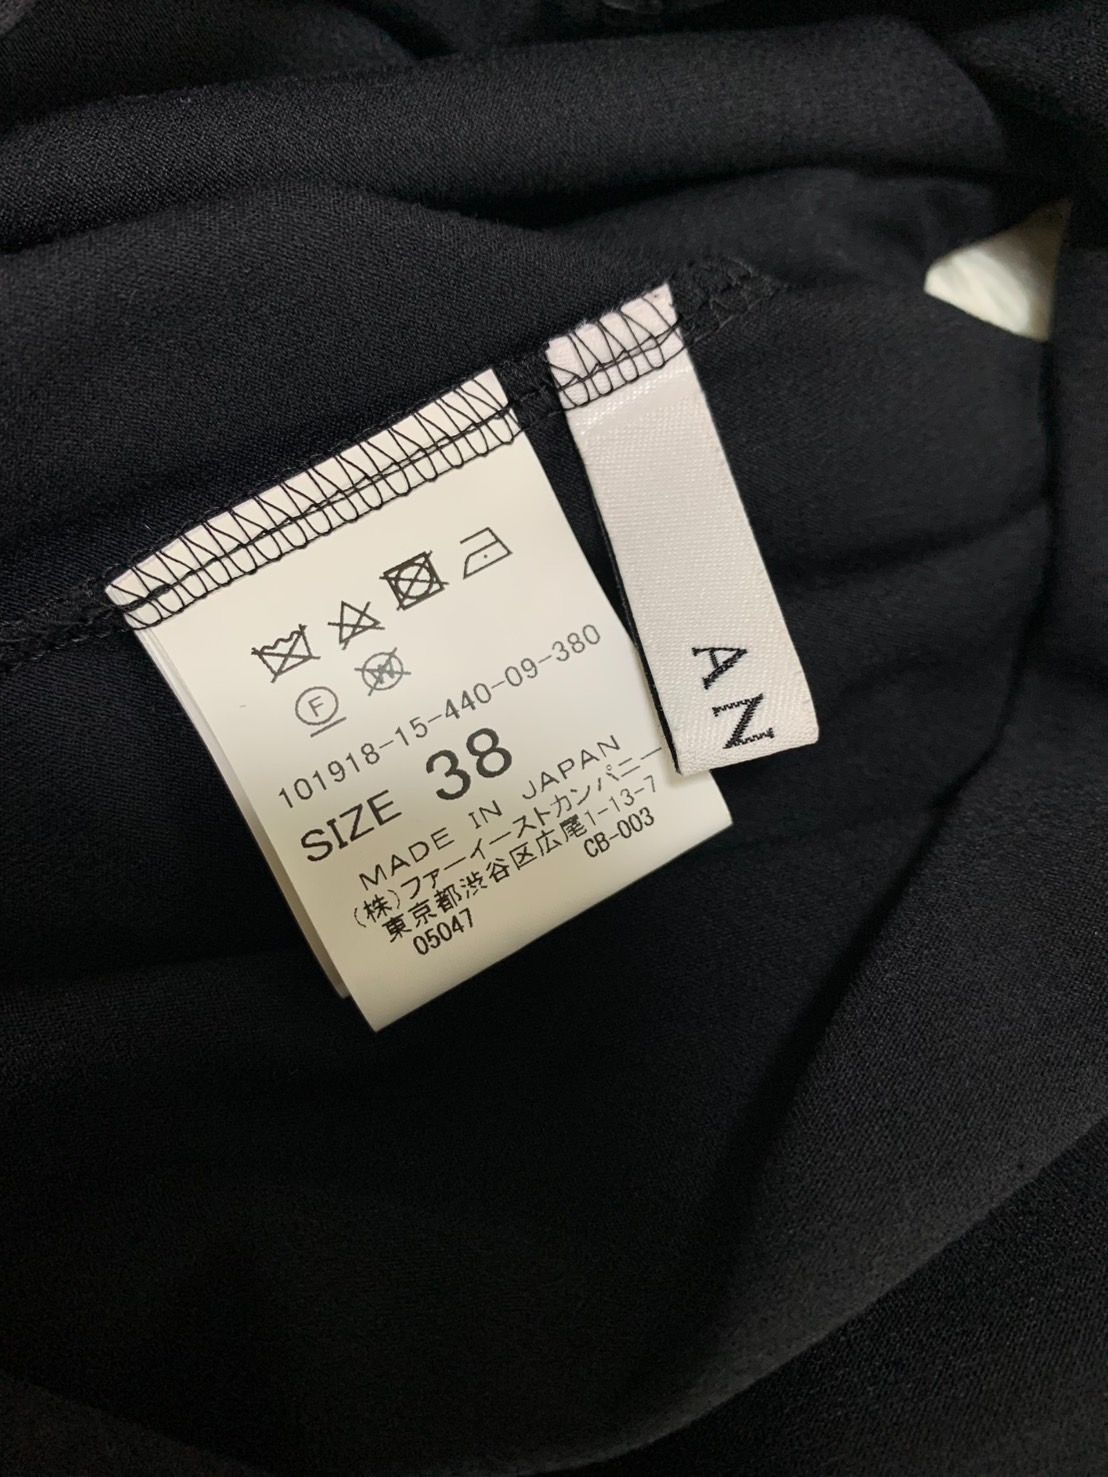 101918-15-440-09-380
SIZE 38
MADE IN JAPAN
(株)ファーイーストカンパニー
東京都渋谷区広尾1-13-7
05047 CB-003
AN